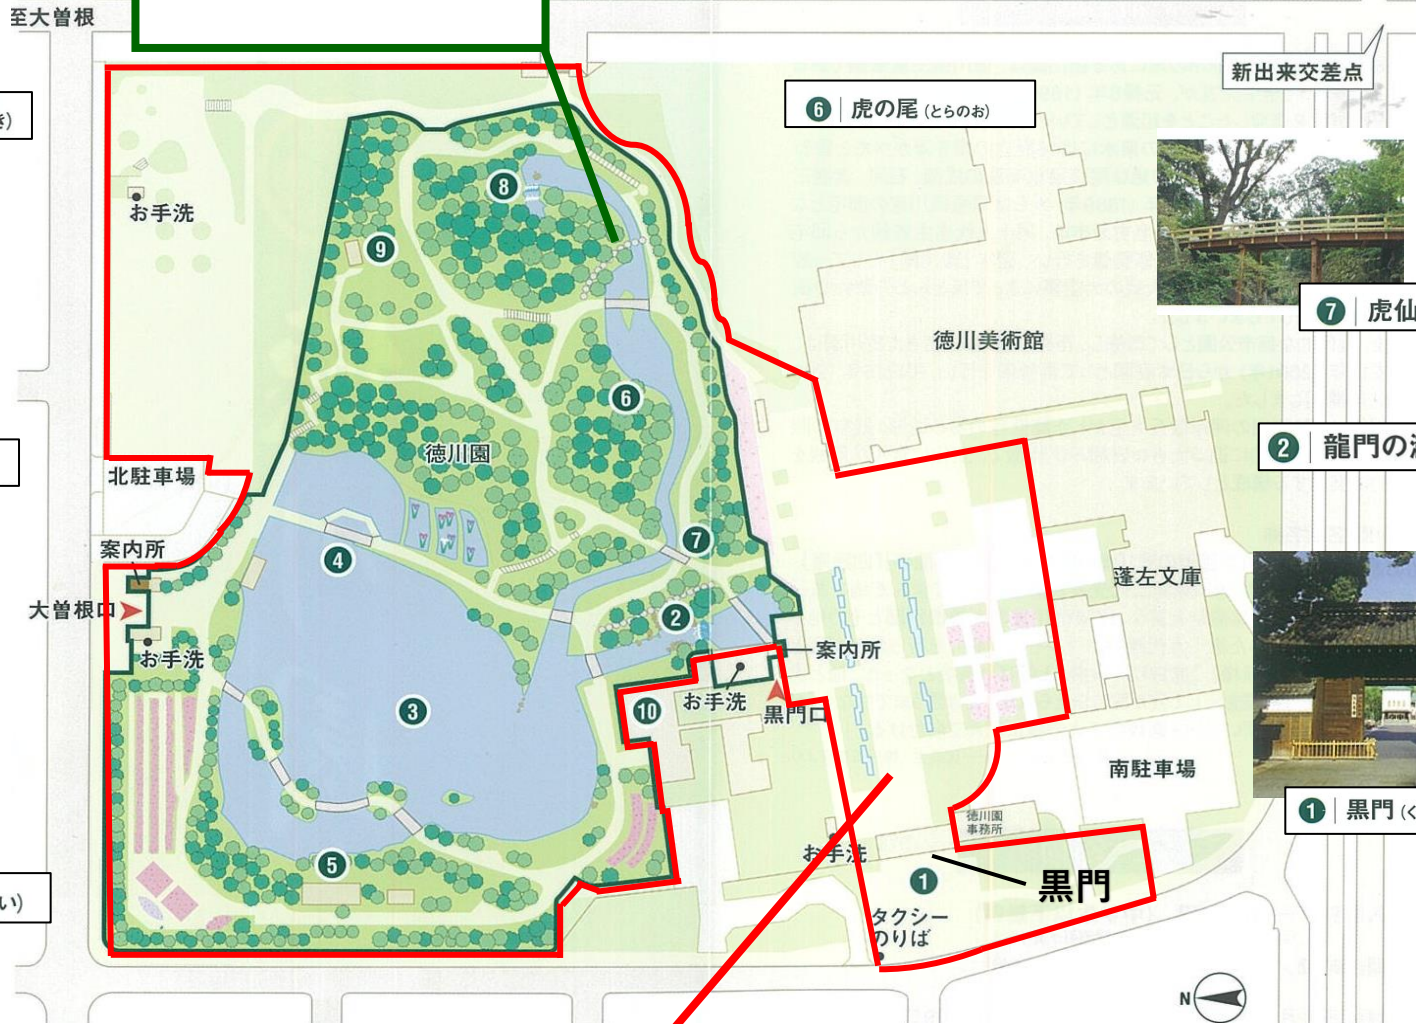 至大曽根
新出来交差点
き)
6 虎の尾 (とらのお)
8
お手洗
9
7 虎仙
徳川美術館
6
徳川園
2 龍門の
北駐車場
案内所
4
7
蓬左文庫
大曽根口
2
お手洗
案内所
お手洗
3
10
黒門口
南駐車場
1 黒門 (く
徳川園
事務所
お手洗
5
1
黒門
い)
タクシー
のりば
N